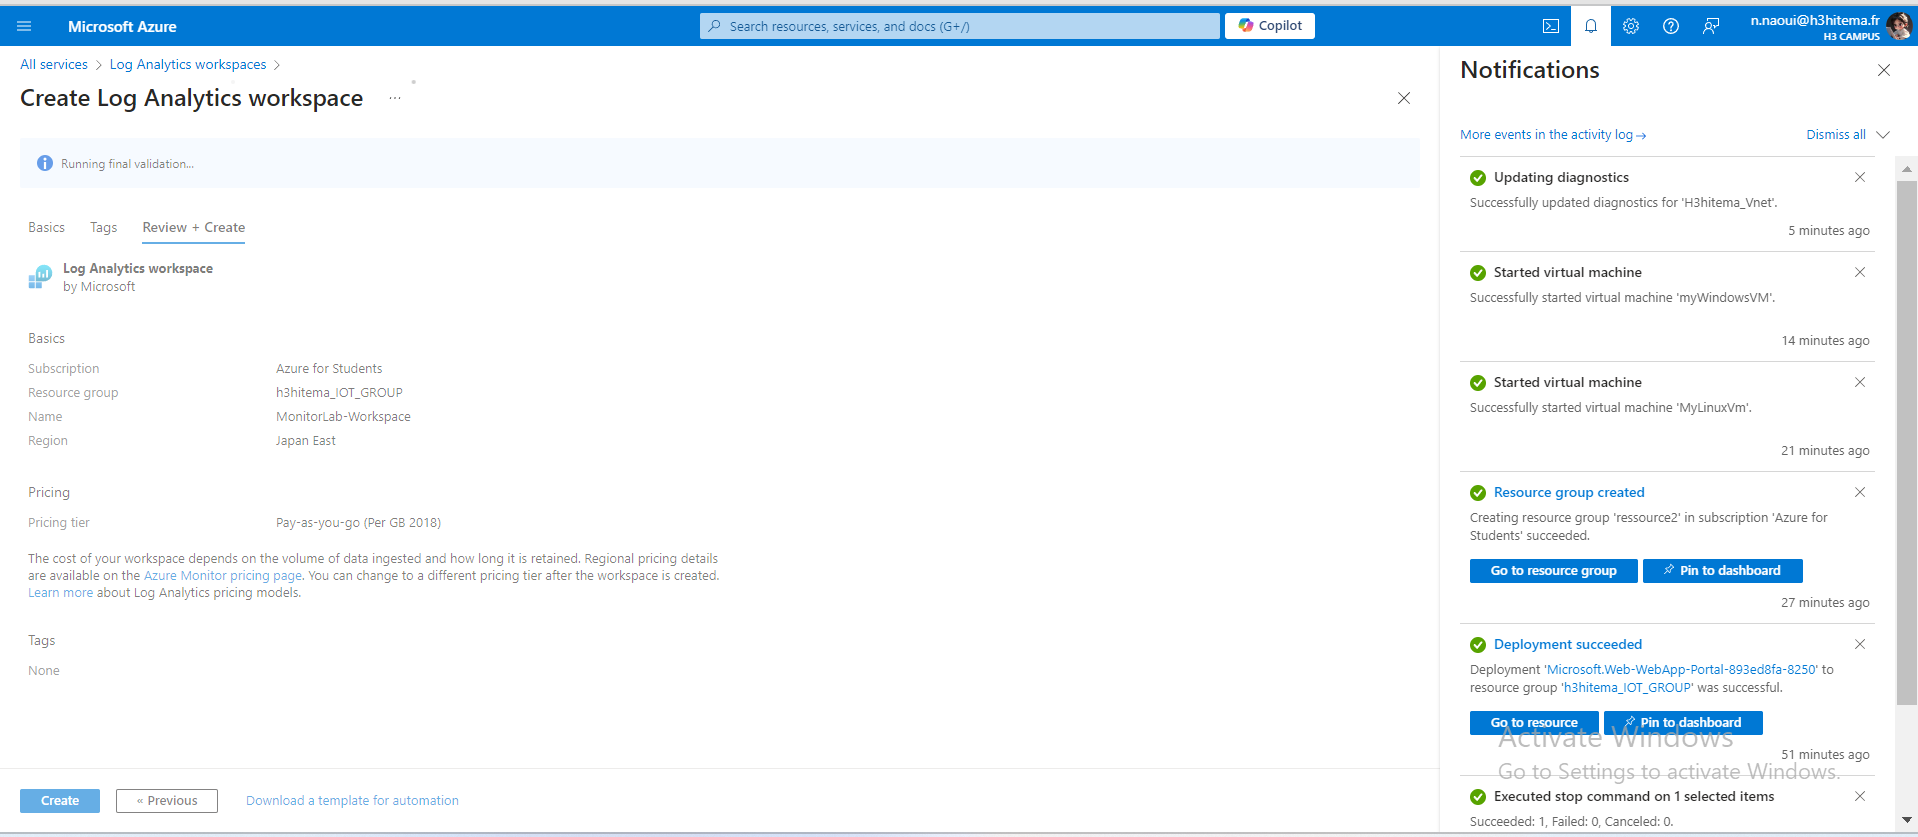 Microsoft Azure
Search resources, services, and docs (G+/)
Copilot
n.naoui@h3hitema.fr
H3 CAMPUS
All services > Log Analytics workspaces >
Create Log Analytics workspace ...
Running final validation...
Basics Tags Review + Create
Log Analytics workspace
by Microsoft
Basics
Subscription Azure for Students
Resource group h3hitema_IOT_GROUP
Name MonitorLab-Workspace
Region Japan East
Pricing
Pricing tier Pay-as-you-go (Per GB 2018)
The cost of your workspace depends on the volume of data ingested and how long it is retained. Regional pricing details
are available on the Azure Monitor pricing page. You can change to a different pricing tier after the workspace is created.
Learn more about Log Analytics pricing models.
Tags
None
Create
« Previous
Download a template for automation
Notifications
More events in the activity log→
Dismiss all
Updating diagnostics
Successfully updated diagnostics for 'H3hitema_Vnet'.
5 minutes ago
Started virtual machine
Successfully started virtual machine 'myWindowsVM'.
14 minutes ago
Started virtual machine
Successfully started virtual machine 'MyLinuxVm'.
21 minutes ago
Resource group created
Creating resource group 'ressource2' in subscription 'Azure for
Students' succeeded.
Go to resource group
Pin to dashboard
27 minutes ago
Deployment succeeded
Deployment 'Microsoft.Web-WebApp-Portal-893ed8fa-8250' to
resource group 'h3hitema_IOT_GROUP' was successful.
Go to resource
Pin to dashboard
Activate Windows
51 minutes ago
Go to Settings to activate Windows.
Executed stop command on 1 selected items
Succeeded: 1, Failed: 0, Canceled: 0.